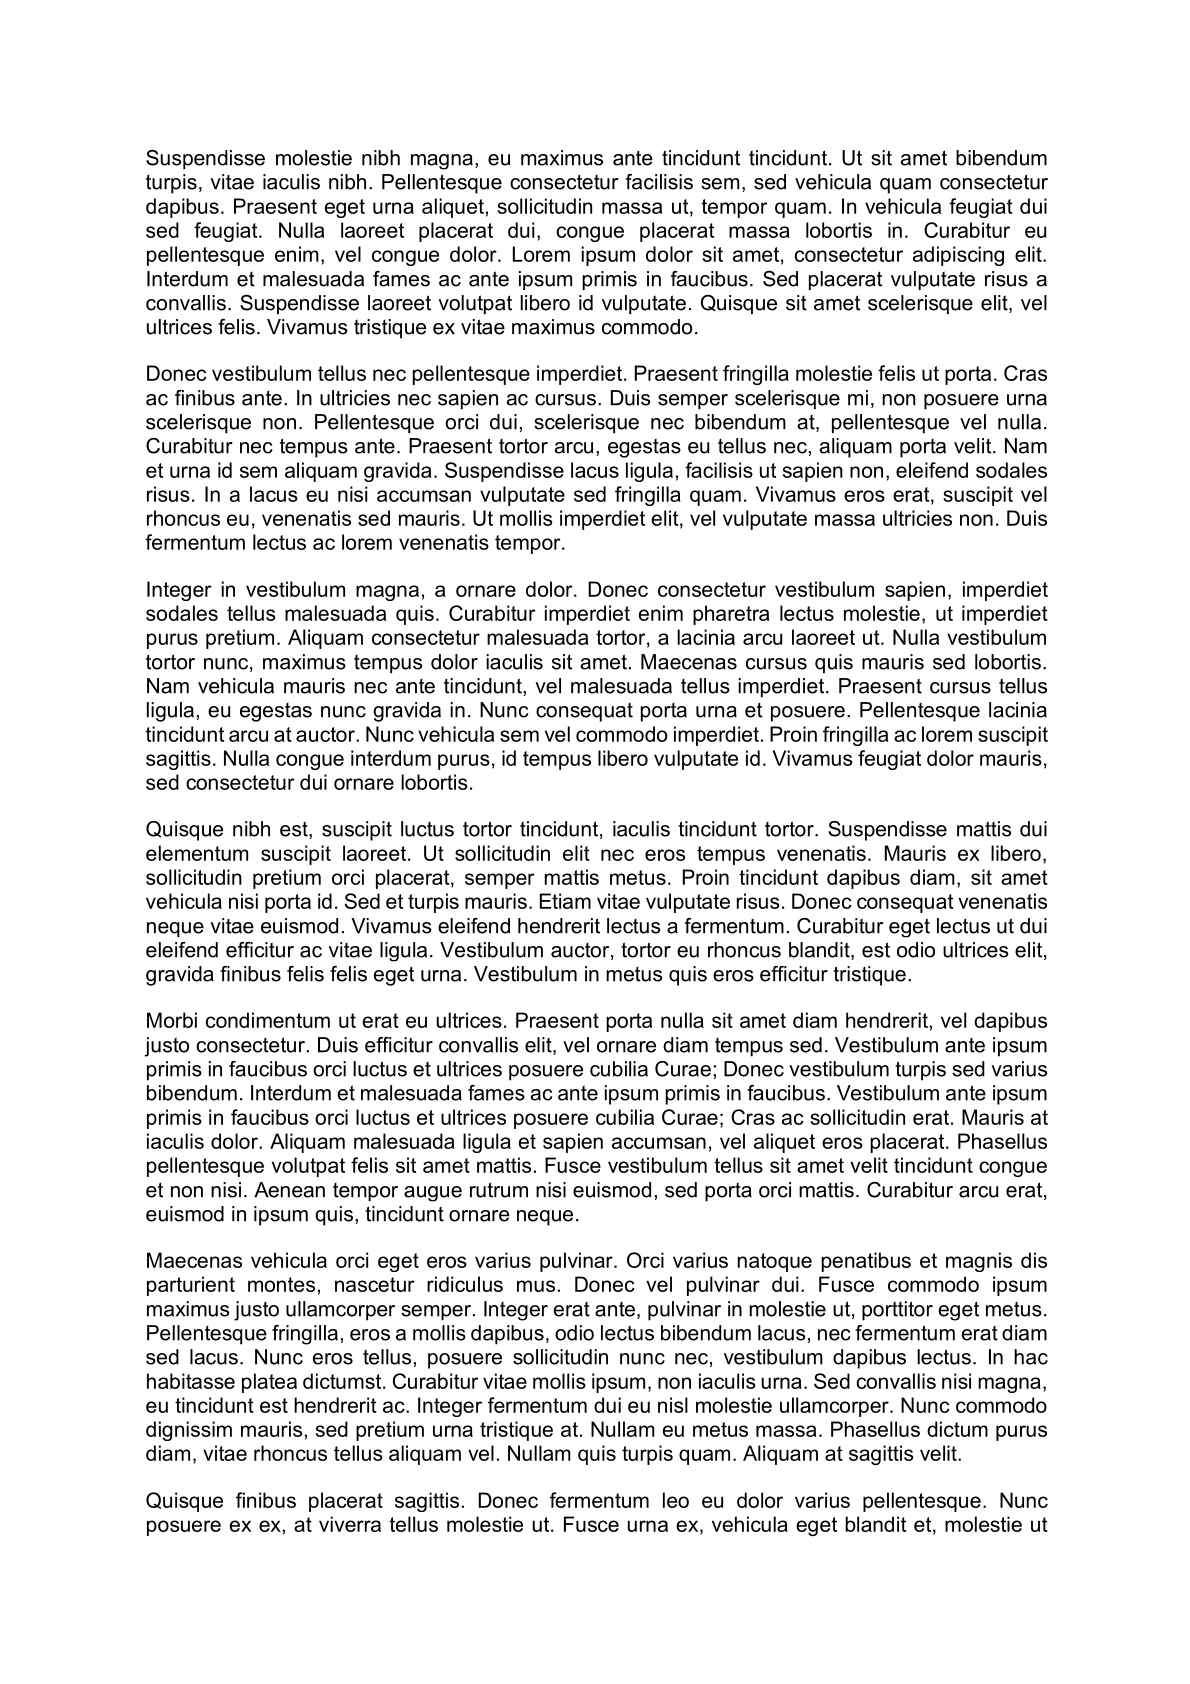 Suspendisse molestie nibh magna, eu maximus ante tincidunt tincidunt. Ut sit amet bibendum
turpis, vitae iaculis nibh. Pellentesque consectetur facilisis sem, sed vehicula quam consectetur
dapibus. Praesent eget urna aliquet, sollicitudin massa ut, tempor quam. In vehicula feugiat dui
sed feugiat. Nulla laoreet placerat dui, congue placerat massa lobortis in. Curabitur eu
pellentesque enim, vel congue dolor. Lorem ipsum dolor sit amet, consectetur adipiscing elit.
Interdum et malesuada fames ac ante ipsum primis in faucibus. Sed placerat vulputate risus a
convallis. Suspendisse laoreet volutpat libero id vulputate. Quisque sit amet scelerisque elit, vel
ultrices felis. Vivamus tristique ex vitae maximus commodo.
Donec vestibulum tellus nec pellentesque imperdiet. Praesent fringilla molestie felis ut porta. Cras
ac finibus ante. In ultricies nec sapien ac cursus. Duis semper scelerisque mi, non posuere urna
scelerisque non. Pellentesque orci dui, scelerisque nec bibendum at, pellentesque vel nulla.
Curabitur nec tempus ante. Praesent tortor arcu, egestas eu tellus nec, aliquam porta velit. Nam
et urna id sem aliquam gravida. Suspendisse lacus ligula, facilisis ut sapien non, eleifend sodales
risus. In a lacus eu nisi accumsan vulputate sed fringilla quam. Vivamus eros erat, suscipit vel
rhoncus eu, venenatis sed mauris. Ut mollis imperdiet elit, vel vulputate massa ultricies non. Duis
fermentum lectus ac lorem venenatis tempor.
Integer in vestibulum magna, a ornare dolor. Donec consectetur vestibulum sapien, imperdiet
sodales tellus malesuada quis. Curabitur imperdiet enim pharetra lectus molestie, ut imperdiet
purus pretium. Aliquam consectetur malesuada tortor, a lacinia arcu laoreet ut. Nulla vestibulum
tortor nunc, maximus tempus dolor iaculis sit amet. Maecenas cursus quis mauris sed lobortis.
Nam vehicula mauris nec ante tincidunt, vel malesuada tellus imperdiet. Praesent cursus tellus
ligula, eu egestas nunc gravida in. Nunc consequat porta urna et posuere. Pellentesque lacinia
tincidunt arcu at auctor. Nunc vehicula sem vel commodo imperdiet. Proin fringilla ac lorem suscipit
sagittis. Nulla congue interdum purus, id tempus libero vulputate id. Vivamus feugiat dolor mauris,
sed consectetur dui ornare lobortis.
Quisque nibh est, suscipit luctus tortor tincidunt, iaculis tincidunt tortor. Suspendisse mattis dui
elementum suscipit laoreet. Ut sollicitudin elit nec eros tempus venenatis. Mauris ex libero,
sollicitudin pretium orci placerat, semper mattis metus. Proin tincidunt dapibus diam, sit amet
vehicula nisi porta id. Sed et turpis mauris. Etiam vitae vulputate risus. Donec consequat venenatis
neque vitae euismod. Vivamus eleifend hendrerit lectus a fermentum. Curabitur eget lectus ut dui
eleifend efficitur ac vitae ligula. Vestibulum auctor, tortor eu rhoncus blandit, est odio ultrices elit,
gravida finibus felis felis eget urna. Vestibulum in metus quis eros efficitur tristique.
Morbi condimentum ut erat eu ultrices. Praesent porta nulla sit amet diam hendrerit, vel dapibus
justo consectetur. Duis efficitur convallis elit, vel ornare diam tempus sed. Vestibulum ante ipsum
primis in faucibus orci luctus et ultrices posuere cubilia Curae; Donec vestibulum turpis sed varius
bibendum. Interdum et malesuada fames ac ante ipsum primis in faucibus. Vestibulum ante ipsum
primis in faucibus orci luctus et ultrices posuere cubilia Curae; Cras ac sollicitudin erat. Mauris at
iaculis dolor. Aliquam malesuada ligula et sapien accumsan, vel aliquet eros placerat. Phasellus
pellentesque volutpat felis sit amet mattis. Fusce vestibulum tellus sit amet velit tincidunt congue
et non nisi. Aenean tempor augue rutrum nisi euismod, sed porta orci mattis. Curabitur arcu erat,
euismod in ipsum quis, tincidunt ornare neque.
Maecenas vehicula orci eget eros varius pulvinar. Orci varius natoque penatibus et magnis dis
parturient montes, nascetur ridiculus mus. Donec vel pulvinar dui. Fusce commodo ipsum
maximus justo ullamcorper semper. Integer erat ante, pulvinar in molestie ut, porttitor eget metus.
Pellentesque fringilla, eros a mollis dapibus, odio lectus bibendum lacus, nec fermentum erat diam
sed lacus. Nunc eros tellus, posuere sollicitudin nunc nec, vestibulum dapibus lectus. In hac
habitasse platea dictumst. Curabitur vitae mollis ipsum, non iaculis urna. Sed convallis nisi magna,
eu tincidunt est hendrerit ac. Integer fermentum dui eu nisl molestie ullamcorper. Nunc commodo
dignissim mauris, sed pretium urna tristique at. Nullam eu metus massa. Phasellus dictum purus
diam, vitae rhoncus tellus aliquam vel. Nullam quis turpis quam. Aliquam at sagittis velit.
Quisque finibus placerat sagittis. Donec fermentum leo eu dolor varius pellentesque. Nunc
posuere ex ex, at viverra tellus molestie ut. Fusce urna ex, vehicula eget blandit et, molestie ut